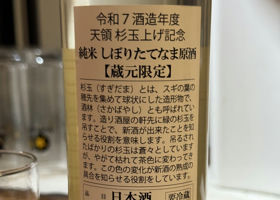 令和７酒造年度
天領 杉玉上げ記念
純米 しぼりたてなま原酒
【蔵元限定】
杉玉（すぎだま）とは、スギの葉
の穂先を集めて球状にした造形物で、
酒林（さかばやし）とも呼ばれてい
ます。造り酒屋の軒先に緑の杉玉を
吊すことで、新酒が出来たことを知
らせる役割を意味します。吊るされ
たばかりの杉玉は蒼々としています
が、やがて枯れて茶色に変わってき
ます。この色の変化が新酒の熟成の
具合を知らせる役割をしています。
品目 日本酒 要冷蔵